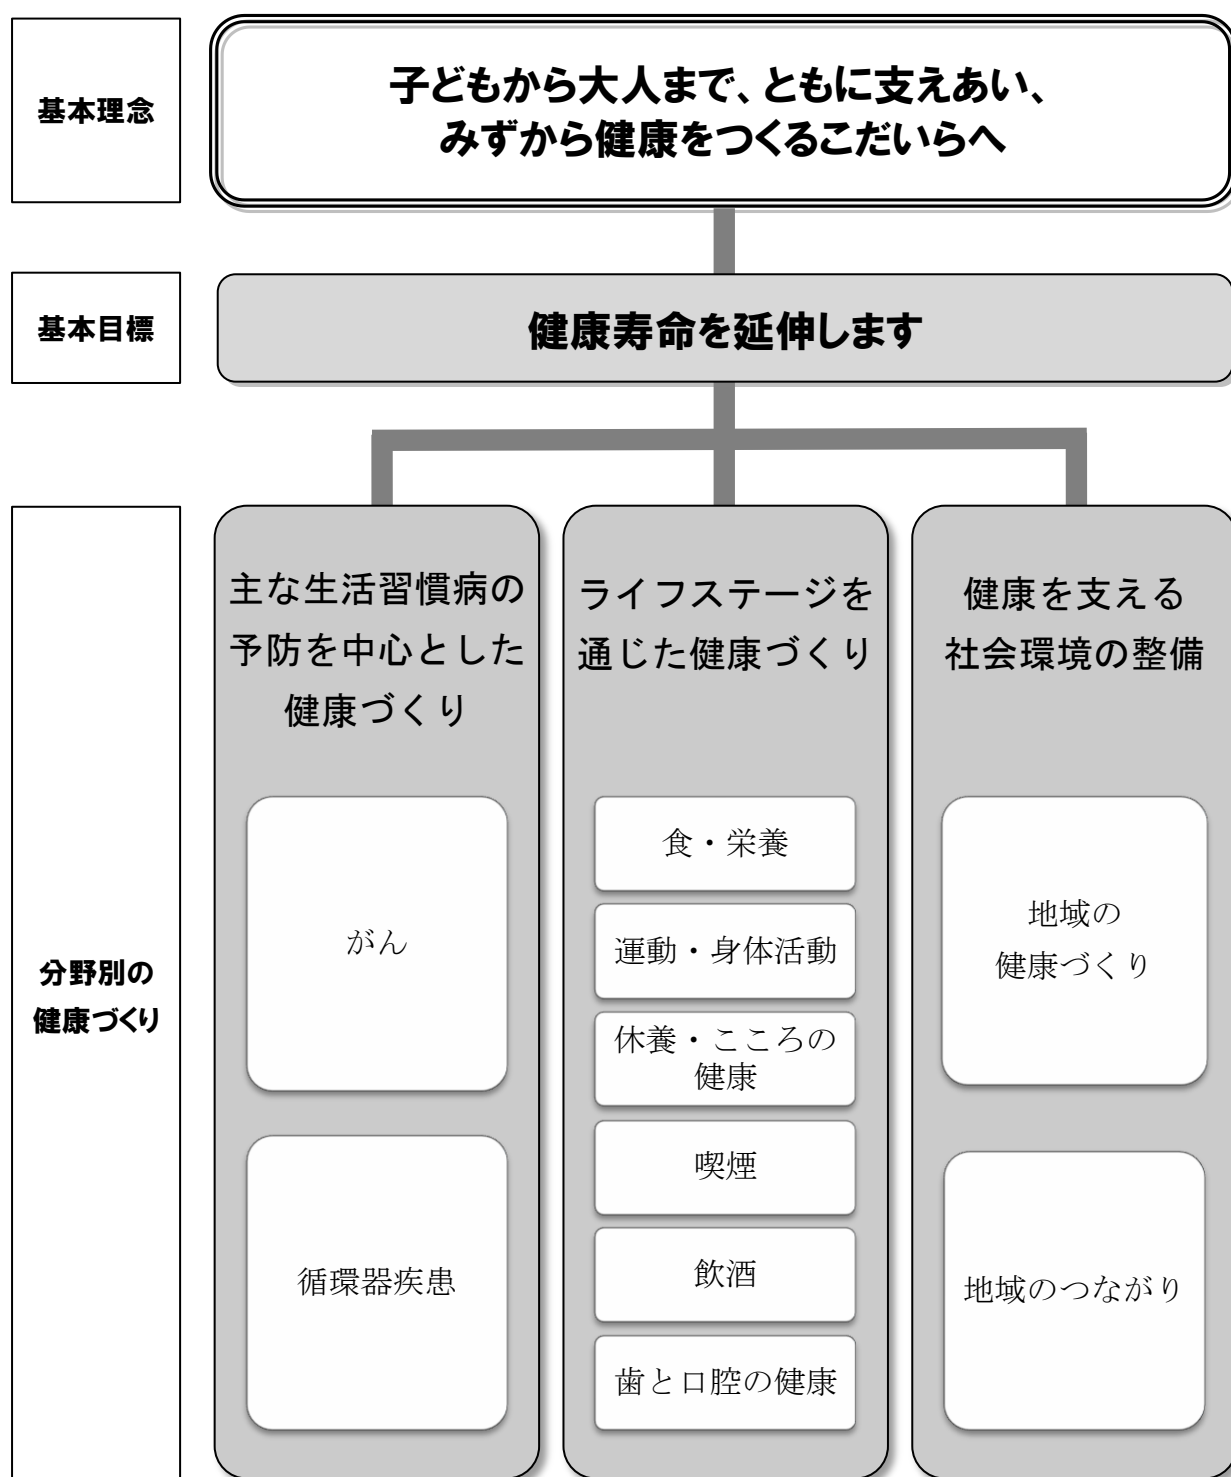 基本理念
子どもから大人まで、ともに支えあい、
みずから健康をつくるこだいらへ
基本目標
健康寿命を延伸します
分野別の
健康づくり
主な生活習慣病の
予防を中心とした
健康づくり
がん
循環器疾患
ライフステージを
通じた健康づくり
食・栄養
運動・身体活動
休養・こころの
健康
喫煙
飲酒
歯と口腔の健康
健康を支える
社会環境の整備
地域の
健康づくり
地域のつながり